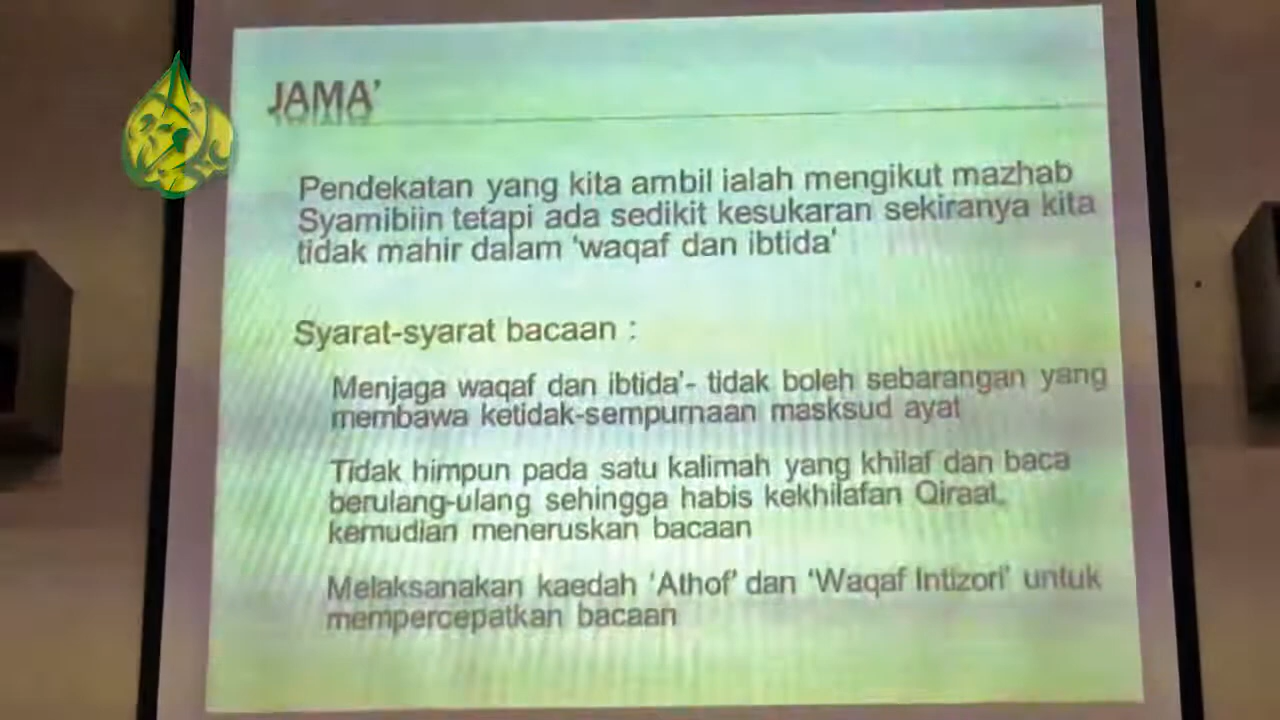 JAMA'
Pendekatan yang kita ambil ialah mengikut mazhab
Syamibiin tetapi ada sedikit kesukaran sekiranya kita
tidak mahir dalam 'waqaf dan ibtida'
Syarat-syarat bacaan :
Menjaga waqaf dan ibtida'- tidak boleh sebarangan yang
membawa ketidak-sempurnaan masksud ayat
Tidak himpun pada satu kalimah yang khilaf dan baca
berulang-ulang sehingga habis kekhilafan Qiraat,
kemudian meneruskan bacaan
Melaksanakan kaedah 'Athof' dan 'Waqaf Intizori' untuk
mempercepatkan bacaan